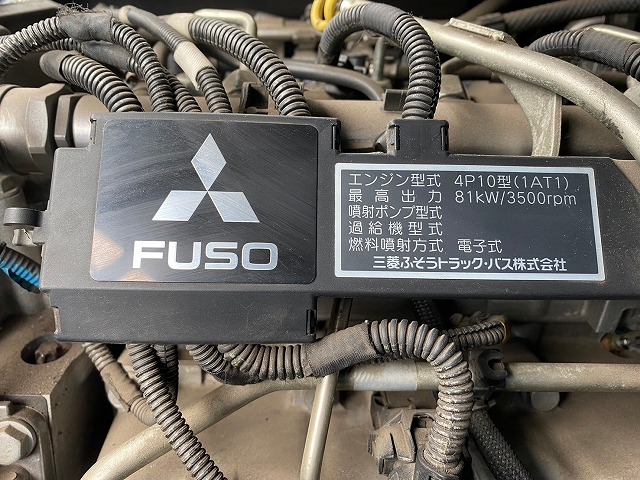 FUSO
エンジン型式 4P10型(1AT1)
最高出力 81kW/3500rpm
噴射ポンプ型式
過給機型式
燃料噴射方式 電子式
三菱ふそうトラック・バス株式会社